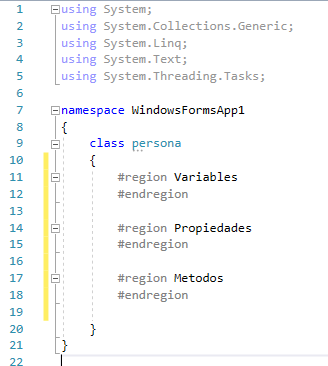 1 using System;
2 using System.Collections.Generic;
3 using System.Linq;
4 using System.Text;
5 using System.Threading.Tasks;
6
7 namespace WindowsFormsApp1
8 {
9 class persona
10 {
11 #region Variables
12 #endregion
13
14 #region Propiedades
15 #endregion
16
17 #region Metodos
18 #endregion
19
20 }
21 }
22